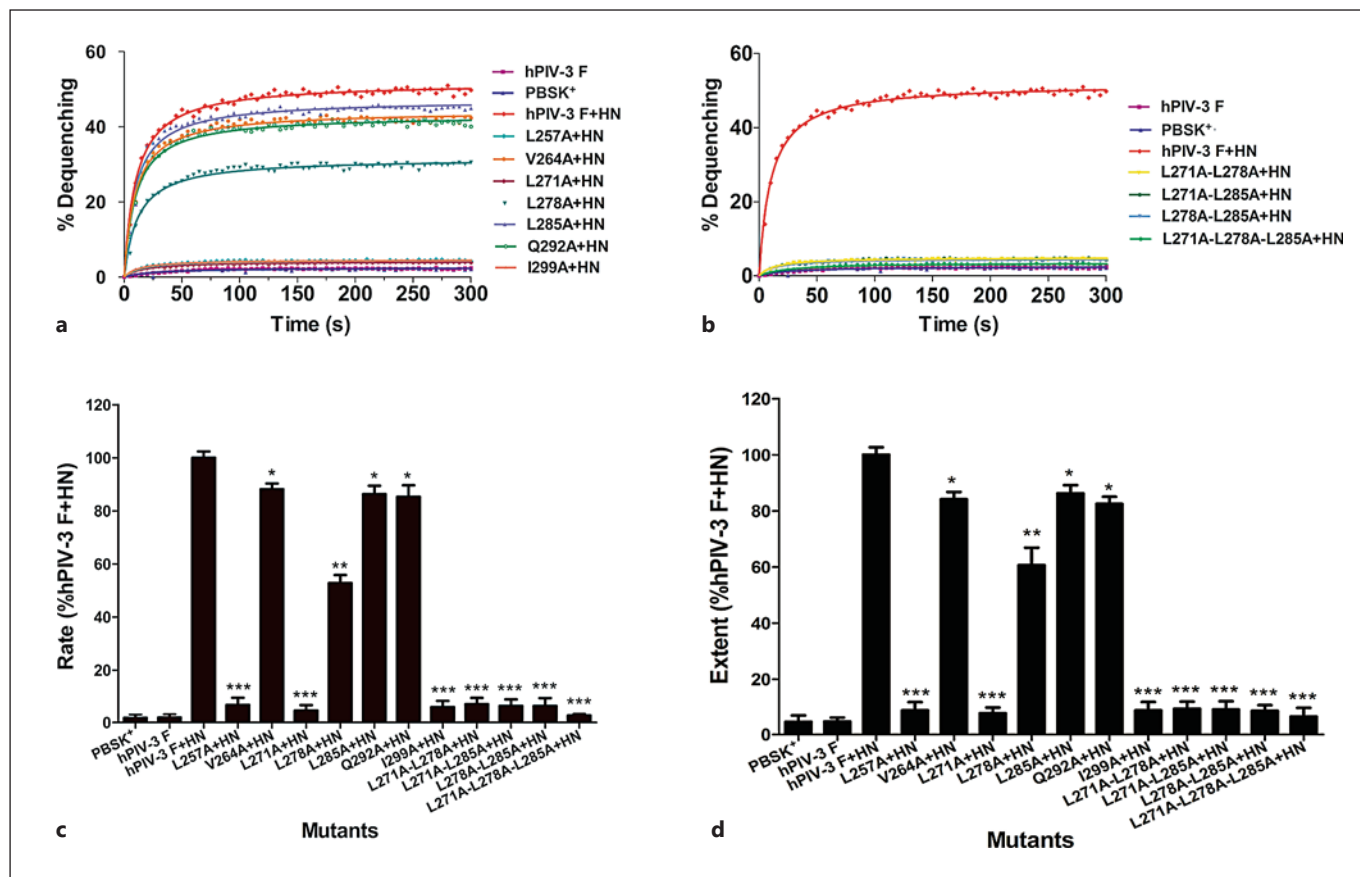 60
40
20
0
% Dequenching
0
50
100
150
200
250
300
Time (s)
a
hPIV-3 F
PBSK+
hPIV-3 F+HN
L257A+HN
V264A+HN
L271A+HN
L278A+HN
L285A+HN
Q292A+HN
I299A+HN
60
40
20
0
% Dequenching
0
50
100
150
200
250
300
Time (s)
b
hPIV-3 F
PBSK+
hPIV-3 F+HN
L271A-L278A+HN
L271A-L285A+HN
L278A-L285A+HN
L271A-L278A-L285A+HN
120
100
80
60
40
20
0
Rate (%hPIV-3 F+HN)
***
*
***
**
*
*
***
***
***
***
***
PBSK+
hPIV-3 F
hPIV-3 F+HN
L257A+HN
V264A+HN
L271A+HN
L278A+HN
L285A+HN
Q292A+HN
I299A+HN
L271A-L278A+HN
L271A-L285A+HN
L278A-L285A+HN
L271A-L278A-L285A+HN
c
Mutants
120
100
80
60
40
20
0
Extent (%hPIV-3 F+HN)
***
*
***
**
*
*
***
***
***
***
***
PBSK+
hPIV-3 F
hPIV-3 F+HN
L257A+HN
V264A+HN
L271A+HN
L278A+HN
L285A+HN
Q292A+HN
I299A+HN
L271A-L278A+HN
L271A-L285A+HN
L278A-L285A+HN
L271A-L278A-L285A+HN
d
Mutants